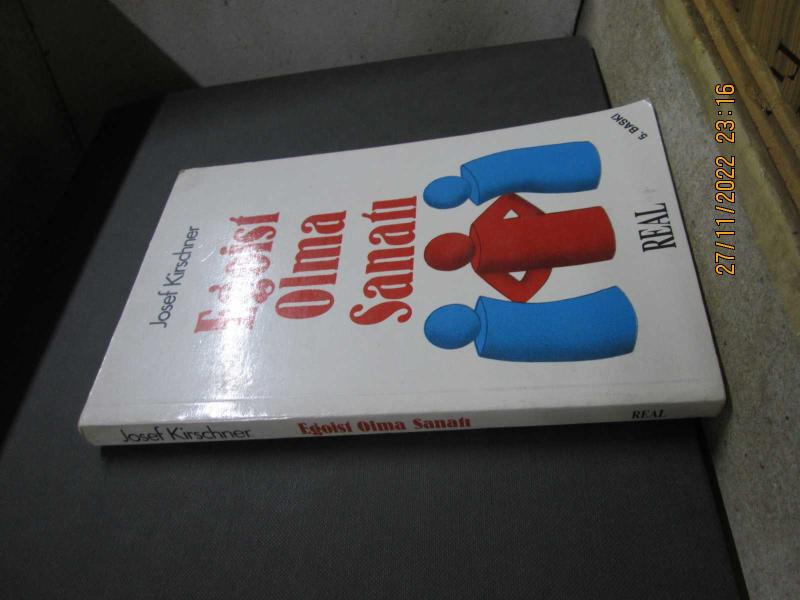 Josef Kirschner
Egoist
Olma
Sanatı
5. BASKI
REAL
Josef Kirschner
Egoist Olma Sanatı
REAL
27/11/2022 23:16